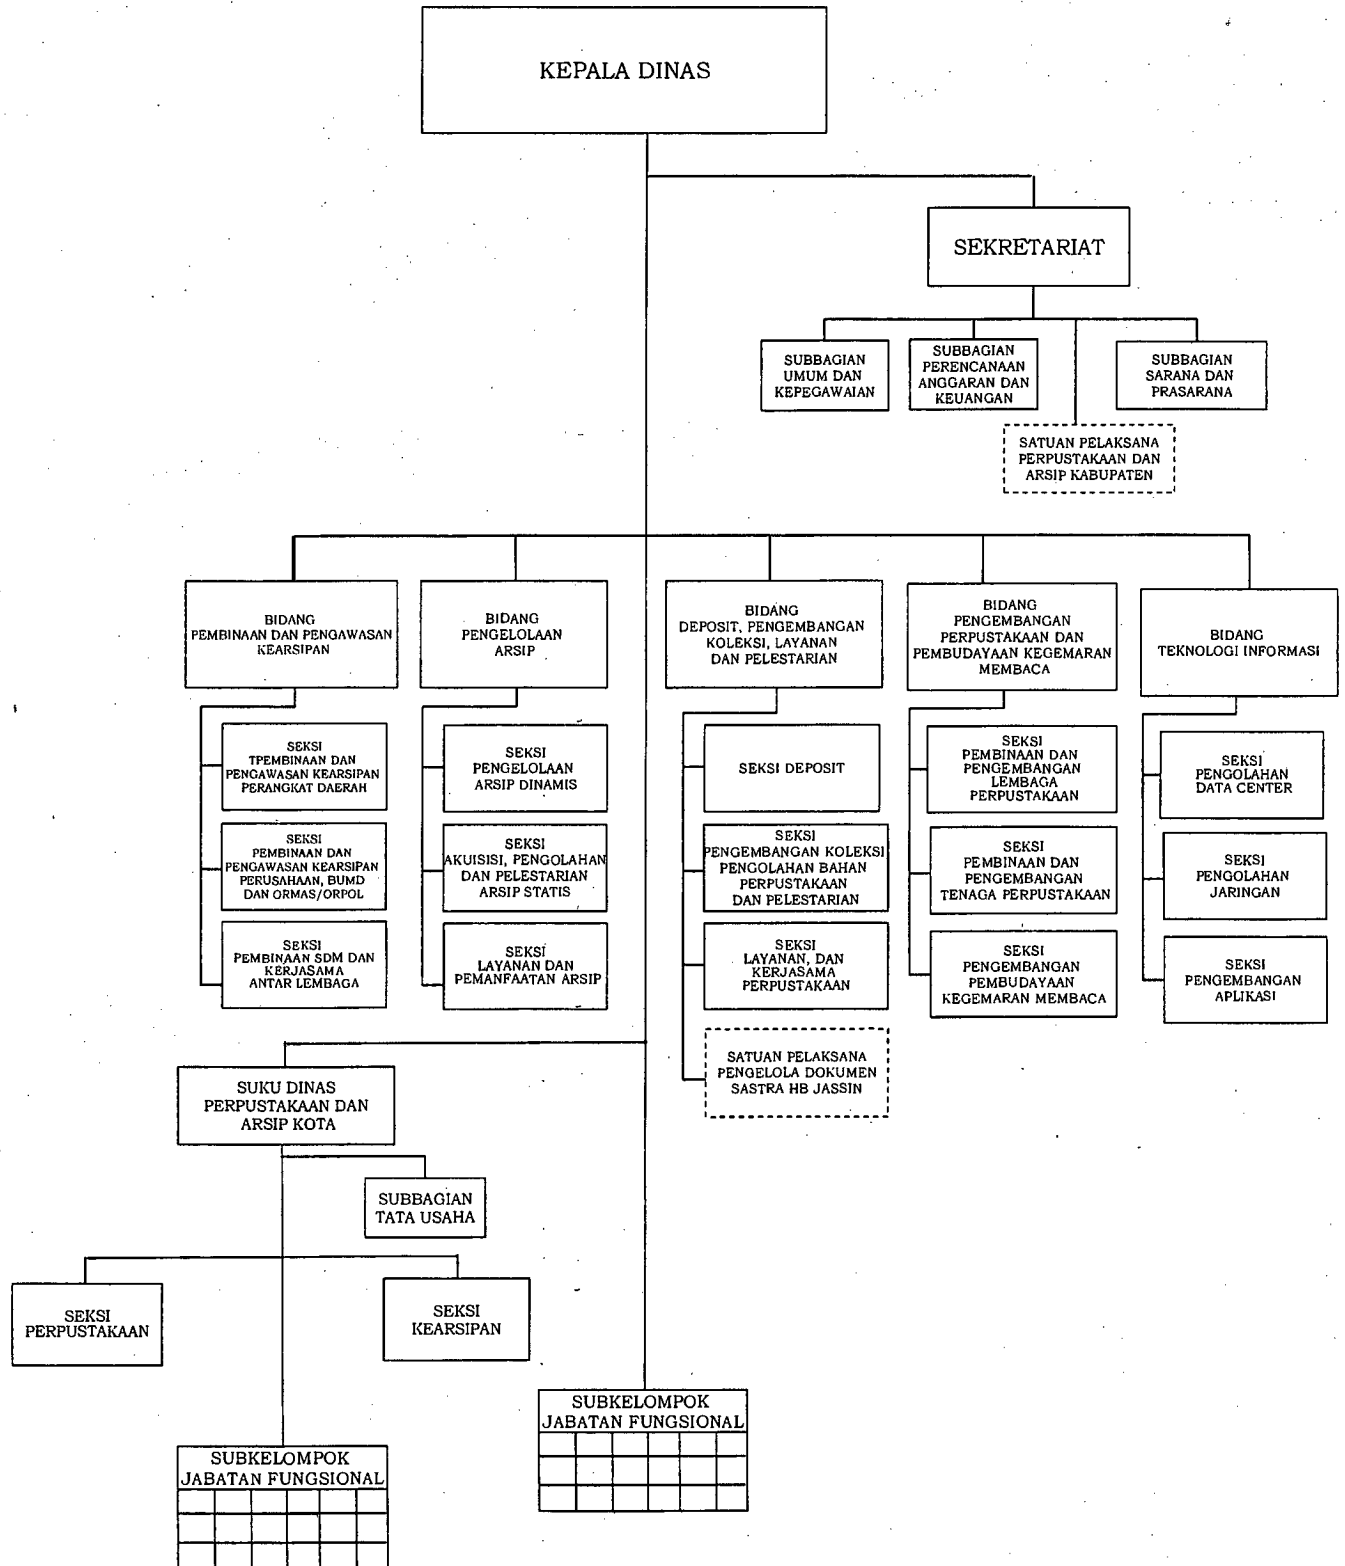 KEPALA DINAS
SEKRETARIAT
SUBBAGIAN
UMUM DAN
KEPEGAWAIAN
SUBBAGIAN
PERENCANAAN
ANGGARAN DAN
KEUANGAN
SUBBAGIAN
SARANA DAN
PRASARANA
SATUAN PELAKSANA
PERPUSTAKAAN DAN
ARSIP KABUPATEN
BIDANG
PEMBINAAN DAN PENGAWASAN
KEARSIPAN
BIDANG
PENGELOLAAN
ARSIP
BIDANG
DEPOSIT, PENGEMBANGAN
KOLEKSI, LAYANAN
DAN PELESTARIAN
BIDANG
PENGEMBANGAN
PERPUSTAKAAN DAN
PEMBUDAYAAN KEGEMARAN
MEMBACA
BIDANG
TEKNOLOGI INFORMASI
SEKSI
TPEMBINAAN DAN
PENGAWASAN KEARSIPAN
PERANGKAT DAERAH
SEKSI
PEMBINAAN DAN
PENGAWASAN KEARSIPAN
PERUSAHAAN, BUMD
DAN ORMAS/ORPOL
SEKSI
PEMBINAAN SDM DAN
KERJASAMA
ANTAR LEMBAGA
SEKSI
PENGELOLAAN
ARSIP DINAMIS
SEKSI
AKUISISI, PENGOLAHAN
DAN PELESTARIAN
ARSIP STATIS
SEKSI
LAYANAN DAN
PEMANFAATAN ARSIP
SEKSI DEPOSIT
SEKSI
PENGEMBANGAN KOLEKSI
PENGOLAHAN BAHAN
PERPUSTAKAAN
DAN PELESTARIAN
SEKSI
LAYANAN, DAN
KERJASAMA
PERPUSTAKAAN
SATUAN PELAKSANA
PENGELOLA DOKUMEN
SASTRA HB JASSIN
SEKSI
PEMBINAAN DAN
PENGEMBANGAN
LEMBAGA
PERPUSTAKAAN
SEKSI
PEMBINAAN DAN
PENGEMBANGAN
TENAGA PERPUSTAKAAN
SEKSI
PENGEMBANGAN
PEMBUDAYAAN
KEGEMARAN MEMBACA
SEKSI
PENGOLAHAN
DATA CENTER
SEKSI
PENGOLAHAN
JARINGAN
SEKSI
PENGEMBANGAN
APLIKASI
SUKU DINAS
PERPUSTAKAAN DAN
ARSIP KOTA
SUBBAGIAN
TATA USAHA
SEKSI
PERPUSTAKAAN
SEKSI
KEARSIPAN
SUBKELOMPOK
JABATAN FUNGSIONAL
SUBKELOMPOK
JABATAN FUNGSIONAL